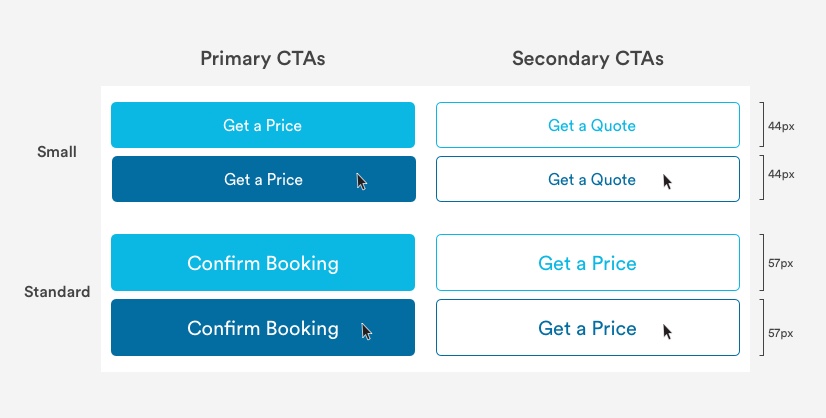 Primary CTAs
Secondary CTAs
Small
Get a Price
Get a Quote
44px
Get a Price
Get a Quote
44px
Standard
Confirm Booking
Get a Price
57px
Confirm Booking
Get a Price
57px